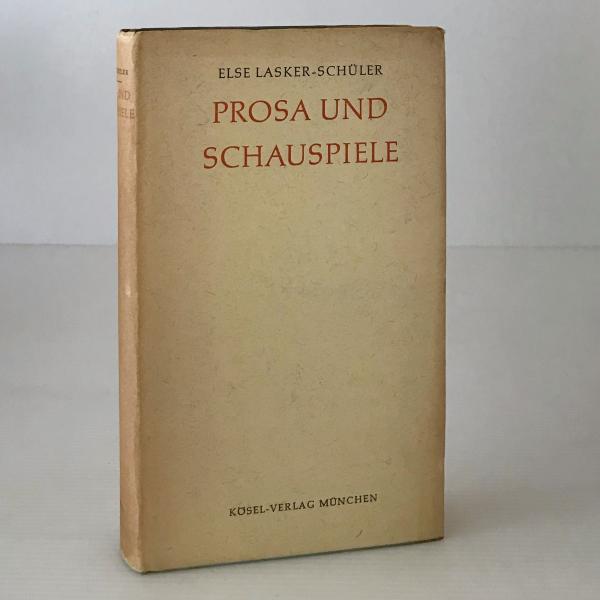 ELSE LASKER-SCHÜLER
PROSA UND
SCHAUSPIELE
KÖSEL-VERLAG MÜNCHEN